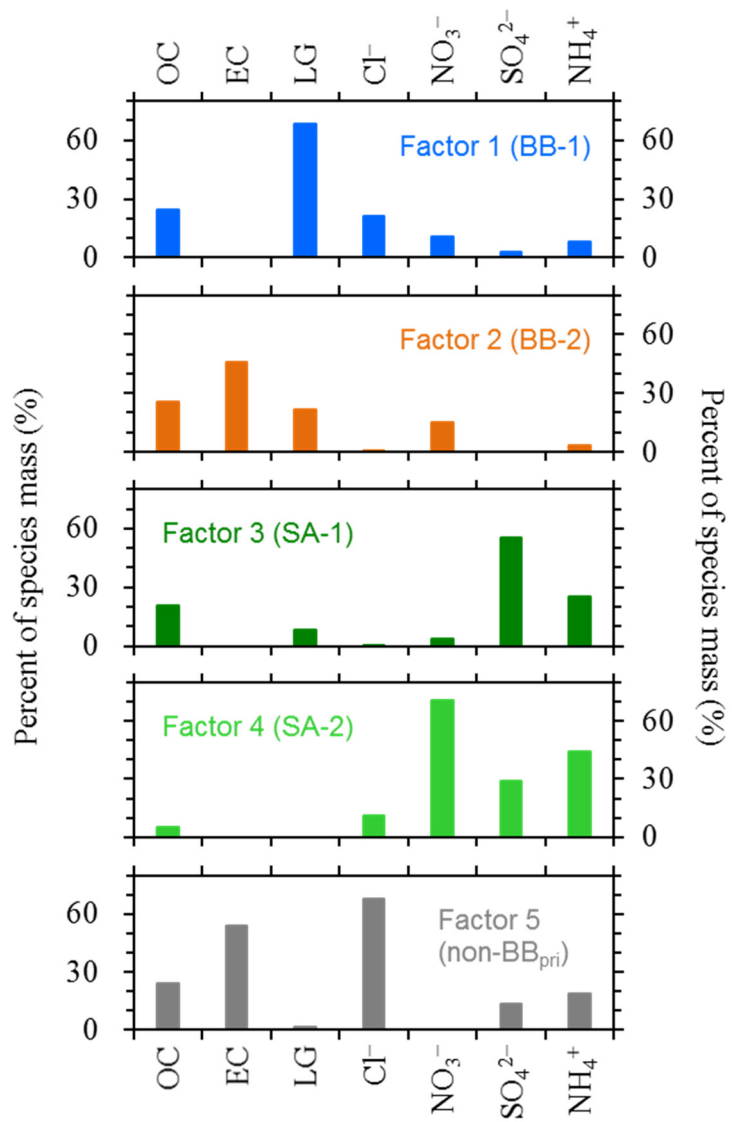 OC EC LG Cl⁻ NO₃⁻ SO₄²⁻ NH₄⁺
Factor 1 (BB-1)
60
30
0
Factor 2 (BB-2)
60
30
0
Factor 3 (SA-1)
60
30
0
Factor 4 (SA-2)
60
30
0
Factor 5
(non-BBpri)
60
30
0
Percent of species mass (%)
Percent of species mass (%)
OC EC LG Cl⁻ NO₃⁻ SO₄²⁻ NH₄⁺